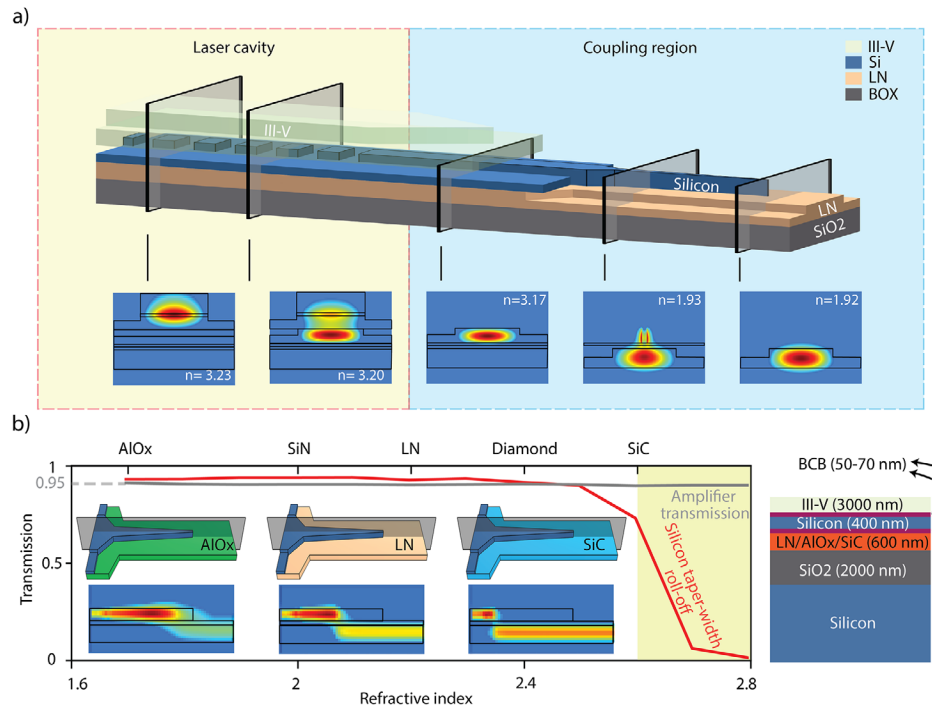 a)
Laser cavity
Coupling region
III-V
Si
LN
BOX
III-V
Silicon
LN
SiO2
n= 3.23
n= 3.20
n=3.17
n=1.93
n=1.92
b)
AlOx
SiN
LN
Diamond
SiC
1
0.95
0.5
0
Transmission
AlOx
LN
SiC
Amplifier
transmission
Silicon taper-width
roll-off
1.6
2
2.4
2.8
Refractive index
BCB (50-70 nm)
III-V (3000 nm)
Silicon (400 nm)
LN/AlOx/SiC (600 nm)
SiO2 (2000 nm)
Silicon